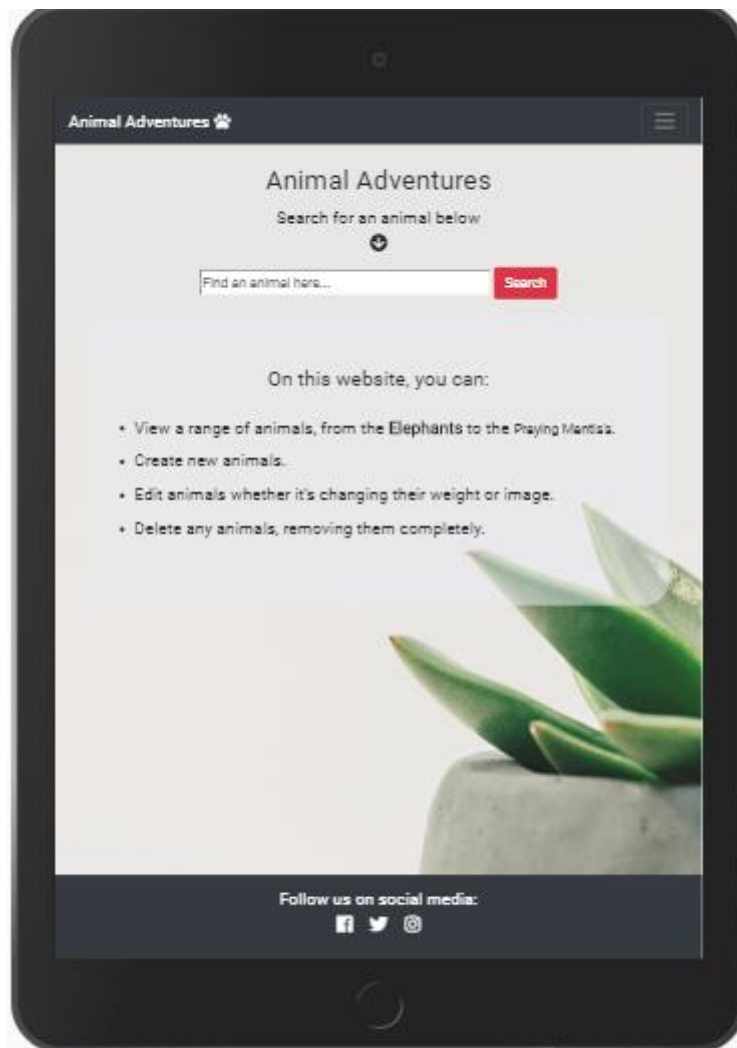 Animal Adventures
Animal Adventures
Search for an animal below
Find an animal here...
Search
On this website, you can:
• View a range of animals, from the Elephants to the Praying Mantis's.
• Create new animals.
• Edit animals whether it's changing their weight or image.
• Delete any animals, removing them completely.
Follow us on social media: